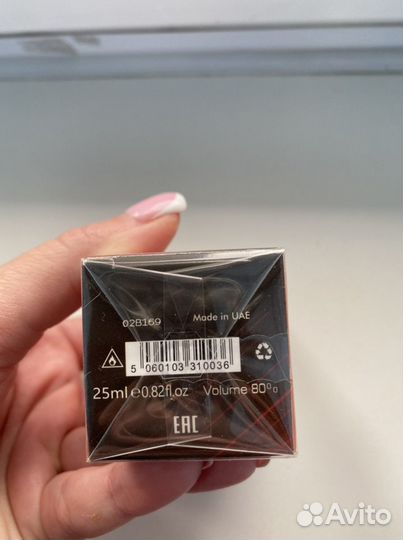 02B169 Made in UAE
5 060103 310036
25ml e 0.82fl.oz Volume 80%
EAC
Avito